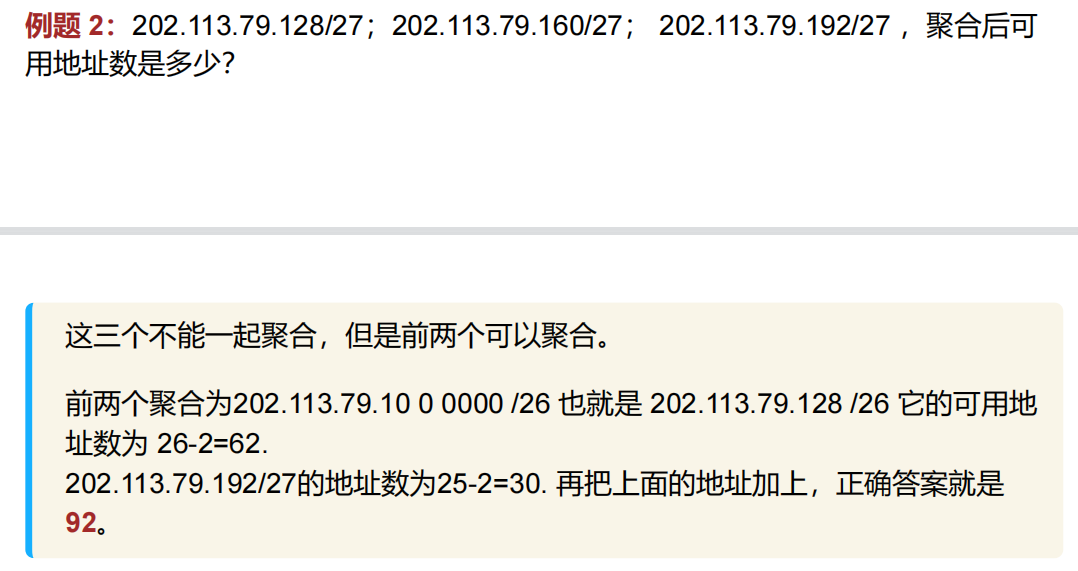 例题 2：202.113.79.128/27；202.113.79.160/27； 202.113.79.192/27 ，聚合后可
用地址数是多少？
这三个不能一起聚合，但是前两个可以聚合。
前两个聚合为202.113.79.10 0 0000 /26 也就是 202.113.79.128 /26 它的可用地
址数为 26-2=62.
202.113.79.192/27的地址数为25-2=30. 再把上面的地址加上，正确答案就是
92。